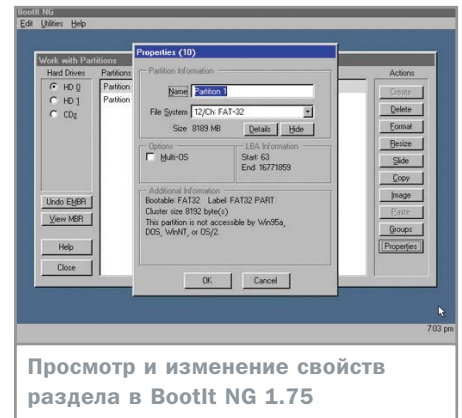 BootIt NG
Edit Utilities Help
Work with Partitions
Hard Drives
HD 0
HD 1
CD2
Undo EMBR
View MBR
Help
Close
Partitions
Partition
Partition
Properties (10)
Partition Information
Name Partition 1
File System 12/Ch: FAT-32
Size 8189 MB Details Hide
Options
Multi-OS
LBA Information
Start: 63
End: 16771859
Additional Information
Bootable FAT32 Label: FAT32 PART
Cluster size 8192 byte(s)
This partition is not accessible by Win95a,
DOS, WinNT, or OS/2.
OK Cancel
Actions
Create
Delete
Format
Resize
Slide
Copy
Image
Paste
Groups
Properties
7:03 pm
Просмотр и изменение свойств
раздела в BootIt NG 1.75